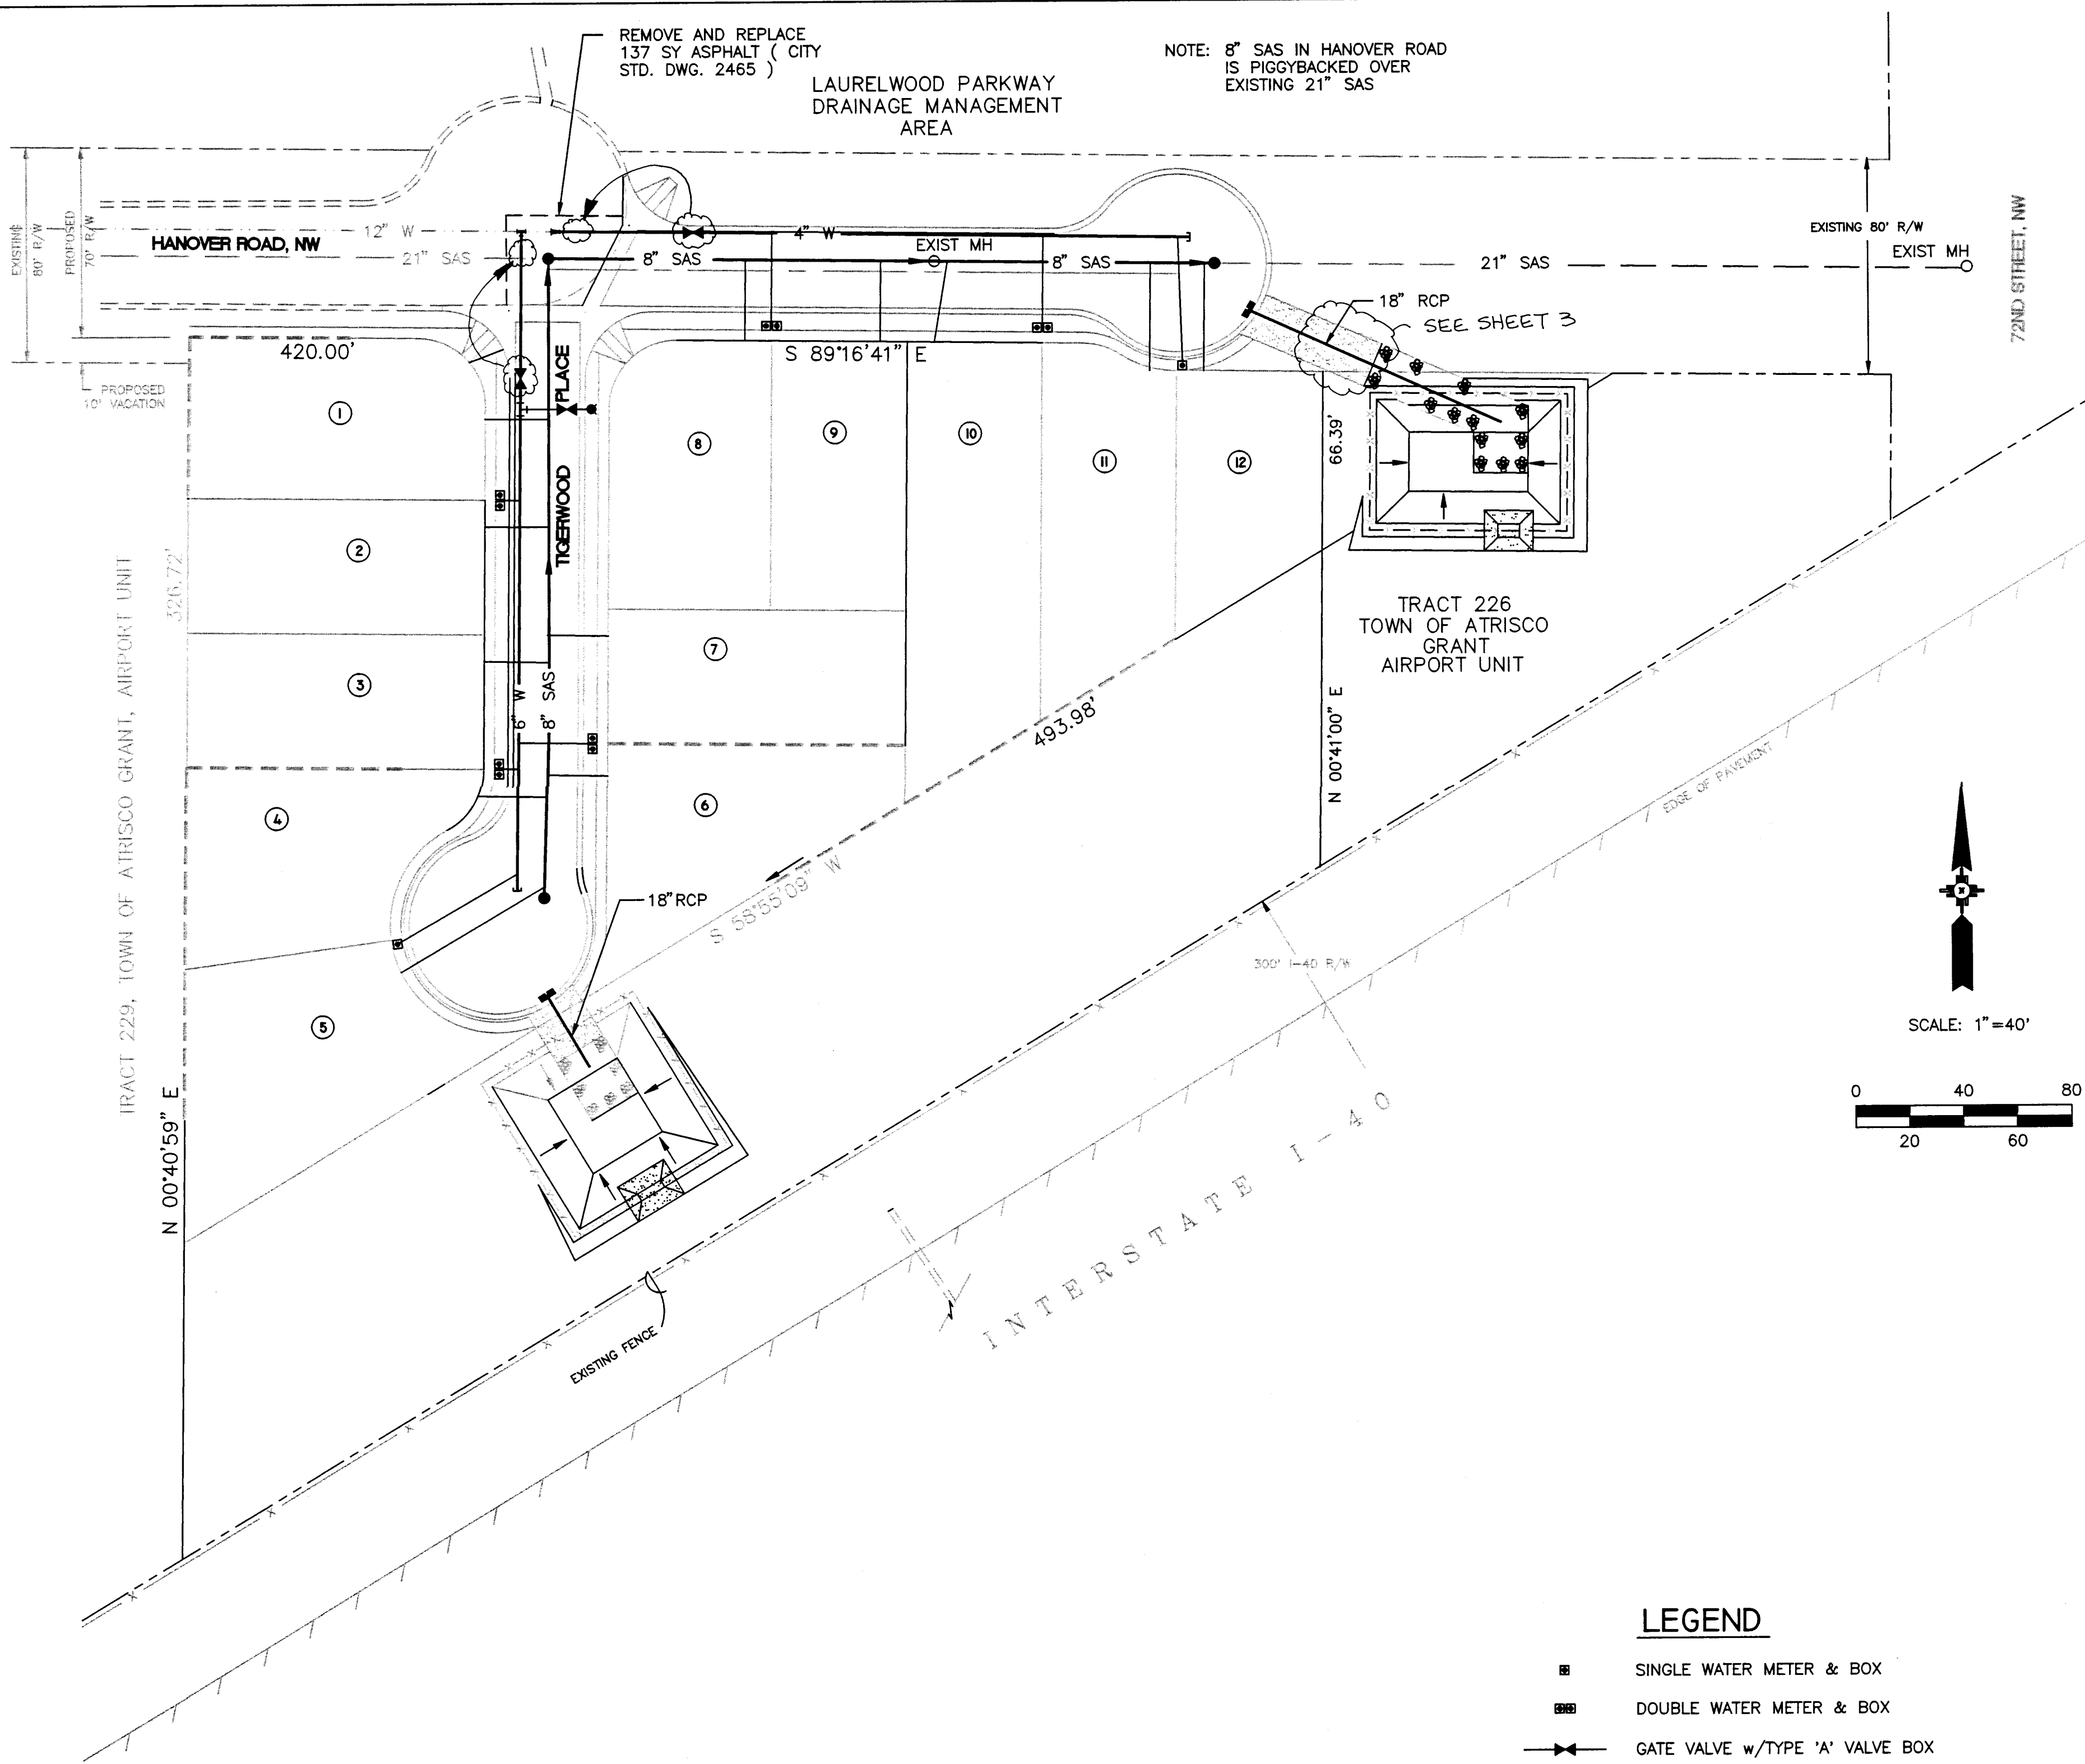 REMOVE AND REPLACE
137 SY ASPHALT ( CITY
STD. DWG. 2465 )
LAURELWOOD PARKWAY
DRAINAGE MANAGEMENT
AREA
NOTE: 8" SAS IN HANOVER ROAD
IS PIGGYBACKED OVER
EXISTING 21" SAS
EXISTING
80' R/W
PROPOSED
70' R/W
HANOVER ROAD, NW
12" W
21" SAS
4" W
8" SAS
EXIST MH
8" SAS
21" SAS
EXISTING 80' R/W
EXIST MH
72ND STREET, NW
18" RCP
SEE SHEET 3
420.00'
S 89°16'41" E
PROPOSED
10' VACATION
TIGERWOOD PLACE
1
2
3
4
5
6
7
8
9
10
11
12
66.39'
326.72'
TRACT 229, TOWN OF ATRISCO GRANT, AIRPORT UNIT
N 00°40'59" E
6" W
8" SAS
TRACT 226
TOWN OF ATRISCO
GRANT
AIRPORT UNIT
N 00°41'00" E
493.98'
S 58°55'09" W
18" RCP
EDGE OF PAVEMENT
300' I-40 R/W
INTERSTATE I-40
EXISTING FENCE
N
SCALE: 1"=40'
0 40 80
20 60
LEGEND
SINGLE WATER METER & BOX
DOUBLE WATER METER & BOX
GATE VALVE w/TYPE 'A' VALVE BOX